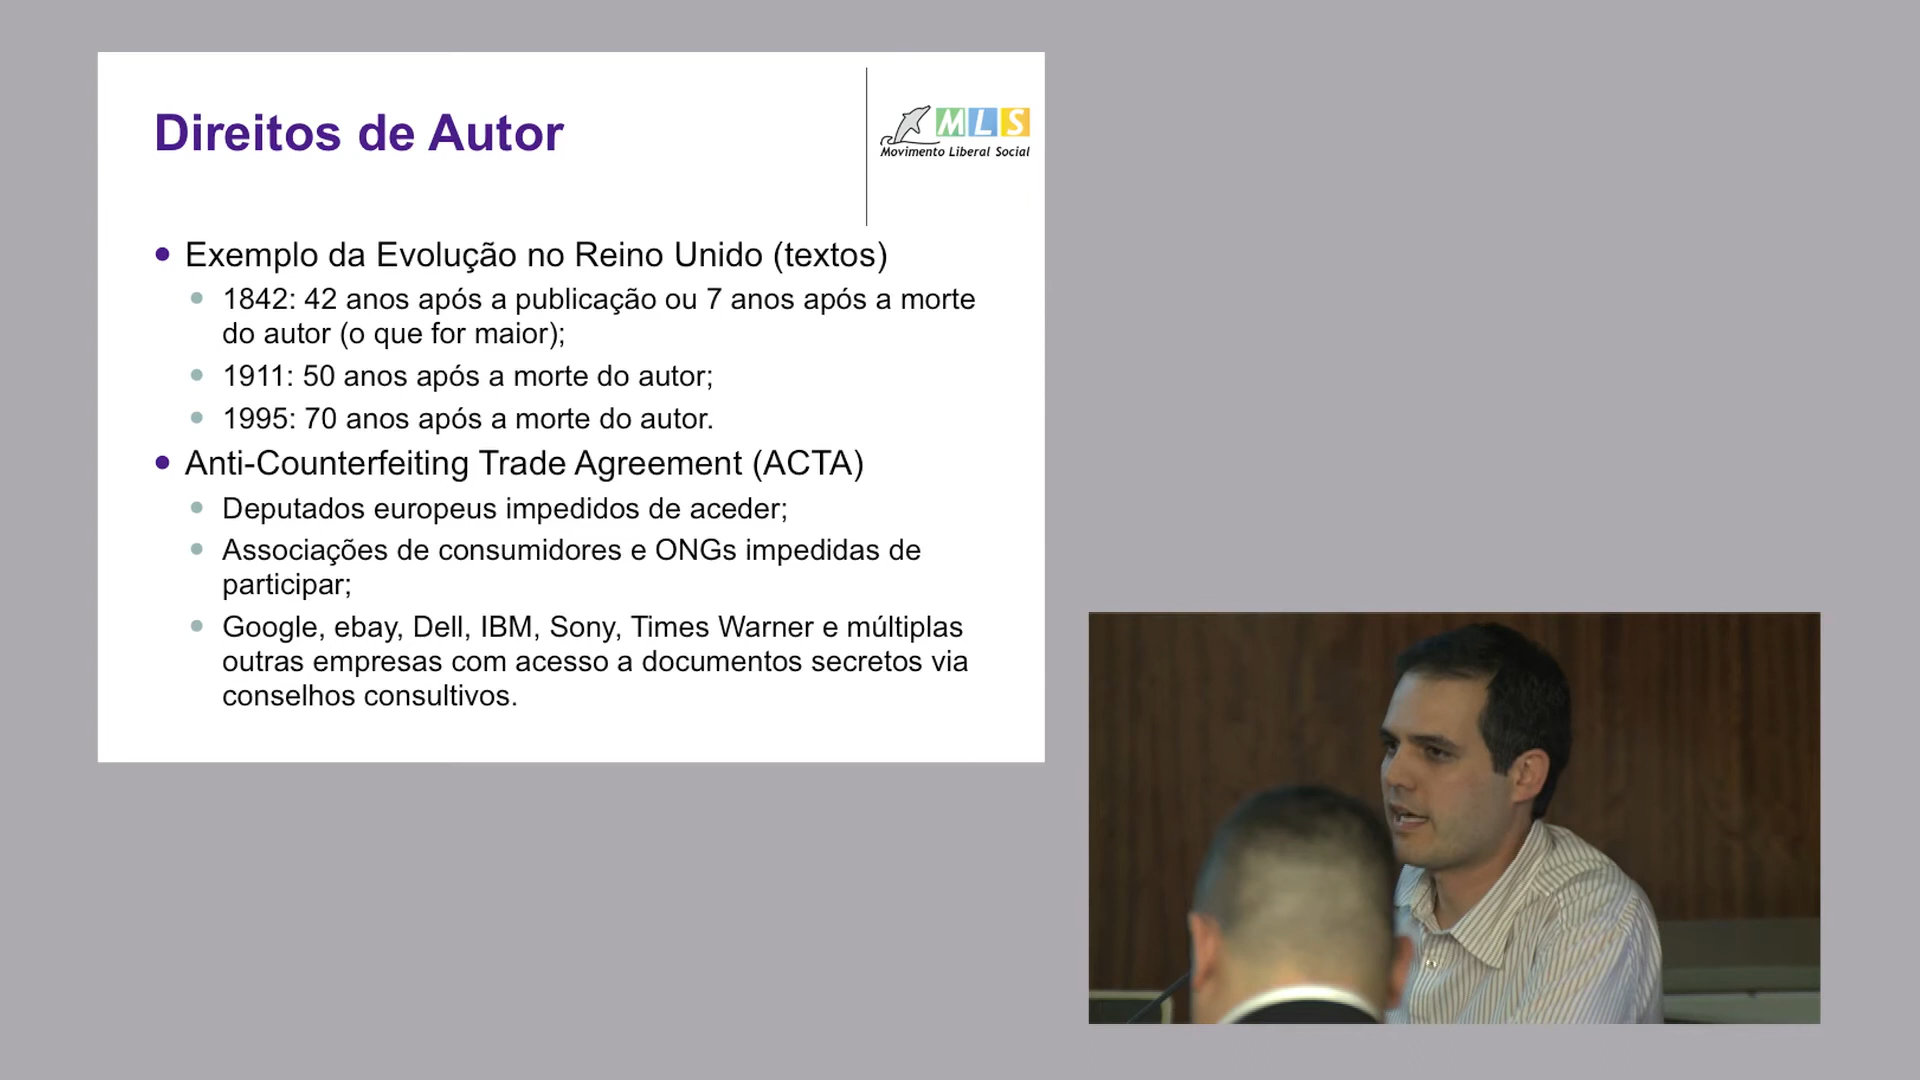 Direitos de Autor
MLS
Movimento Liberal Social
Exemplo da Evolução no Reino Unido (textos)
1842: 42 anos após a publicação ou 7 anos após a morte
do autor (o que for maior);
1911: 50 anos após a morte do autor;
1995: 70 anos após a morte do autor.
Anti-Counterfeiting Trade Agreement (ACTA)
Deputados europeus impedidos de aceder;
Associações de consumidores e ONGs impedidas de
participar;
Google, ebay, Dell, IBM, Sony, Times Warner e múltiplas
outras empresas com acesso a documentos secretos via
conselhos consultivos.